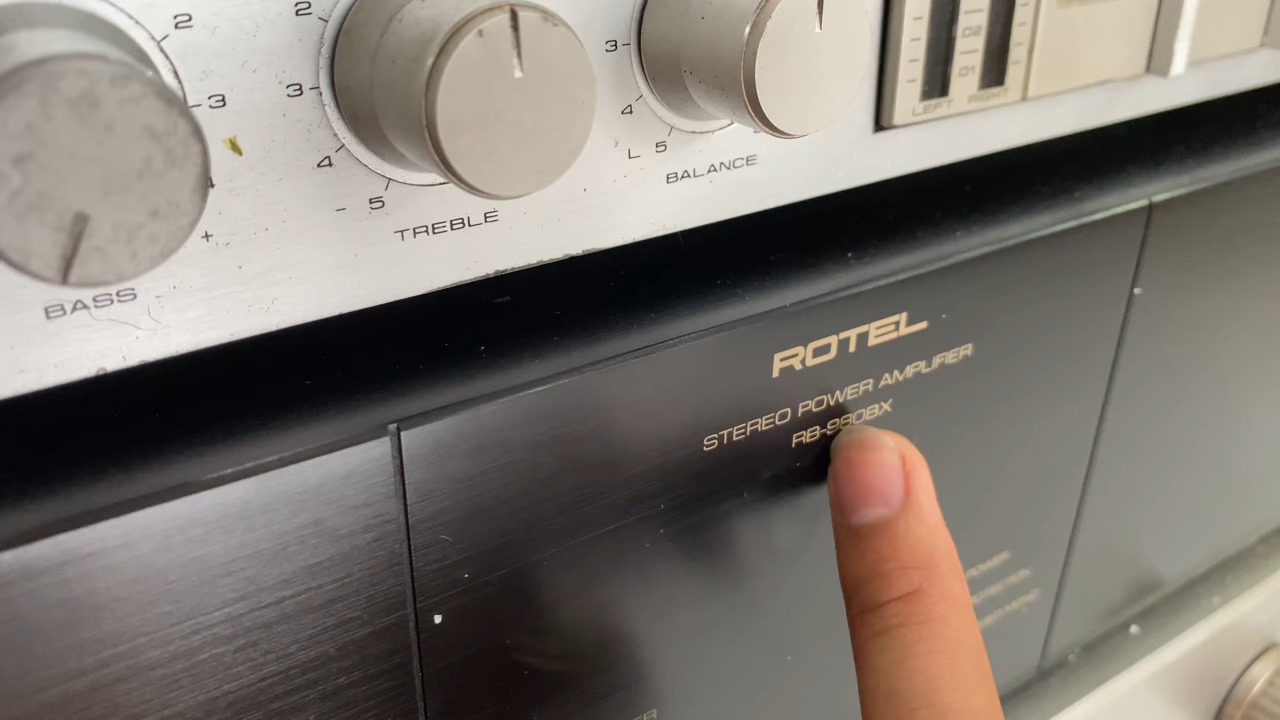 2
3
4
+
BASS
2
3
4
- 5
TREBLE
3
4
L 5
BALANCE
02
01
LEFT RIGHT
ROTEL
STEREO POWER AMPLIFIER
RB-980BX
POWER